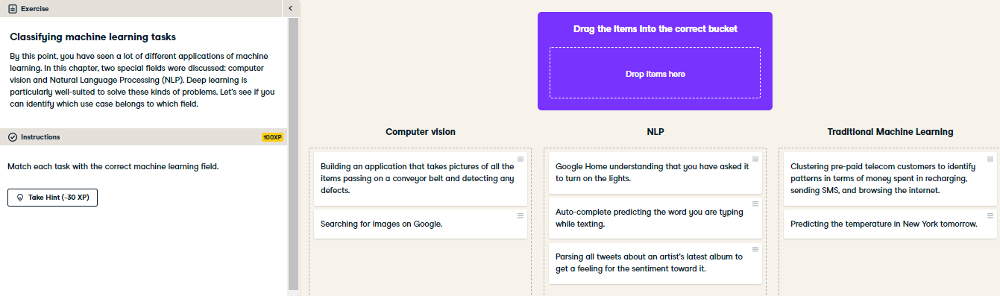 Exercise
Classifying machine learning tasks
By this point, you have seen a lot of different applications of machine
learning. In this chapter, two special fields were discussed: computer
vision and Natural Language Processing (NLP). Deep learning is
particularly well-suited to solve these kinds of problems. Let's see if you
can identify which use case belongs to which field.
Instructions
100XP
Match each task with the correct machine learning field.
Take Hint (-30 XP)
Drag the items into the correct bucket
Drop items here
Computer vision
Building an application that takes pictures of all the
items passing on a conveyor belt and detecting any
defects.
Searching for images on Google.
NLP
Google Home understanding that you have asked it
to turn on the lights.
Auto-complete predicting the word you are typing
while texting.
Parsing all tweets about an artist's latest album to
get a feeling for the sentiment toward it.
Traditional Machine Learning
Clustering pre-paid telecom customers to identify
patterns in terms of money spent in recharging,
sending SMS, and browsing the internet.
Predicting the temperature in New York tomorrow.